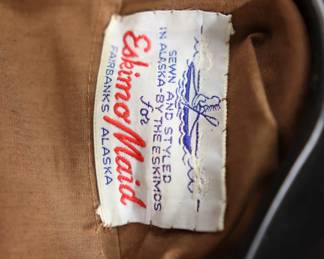 SEWN AND STYLED
IN ALASKA-BY THE ESKIMOS
for
Eskimo Maid
FAIRBANKS ALASKA